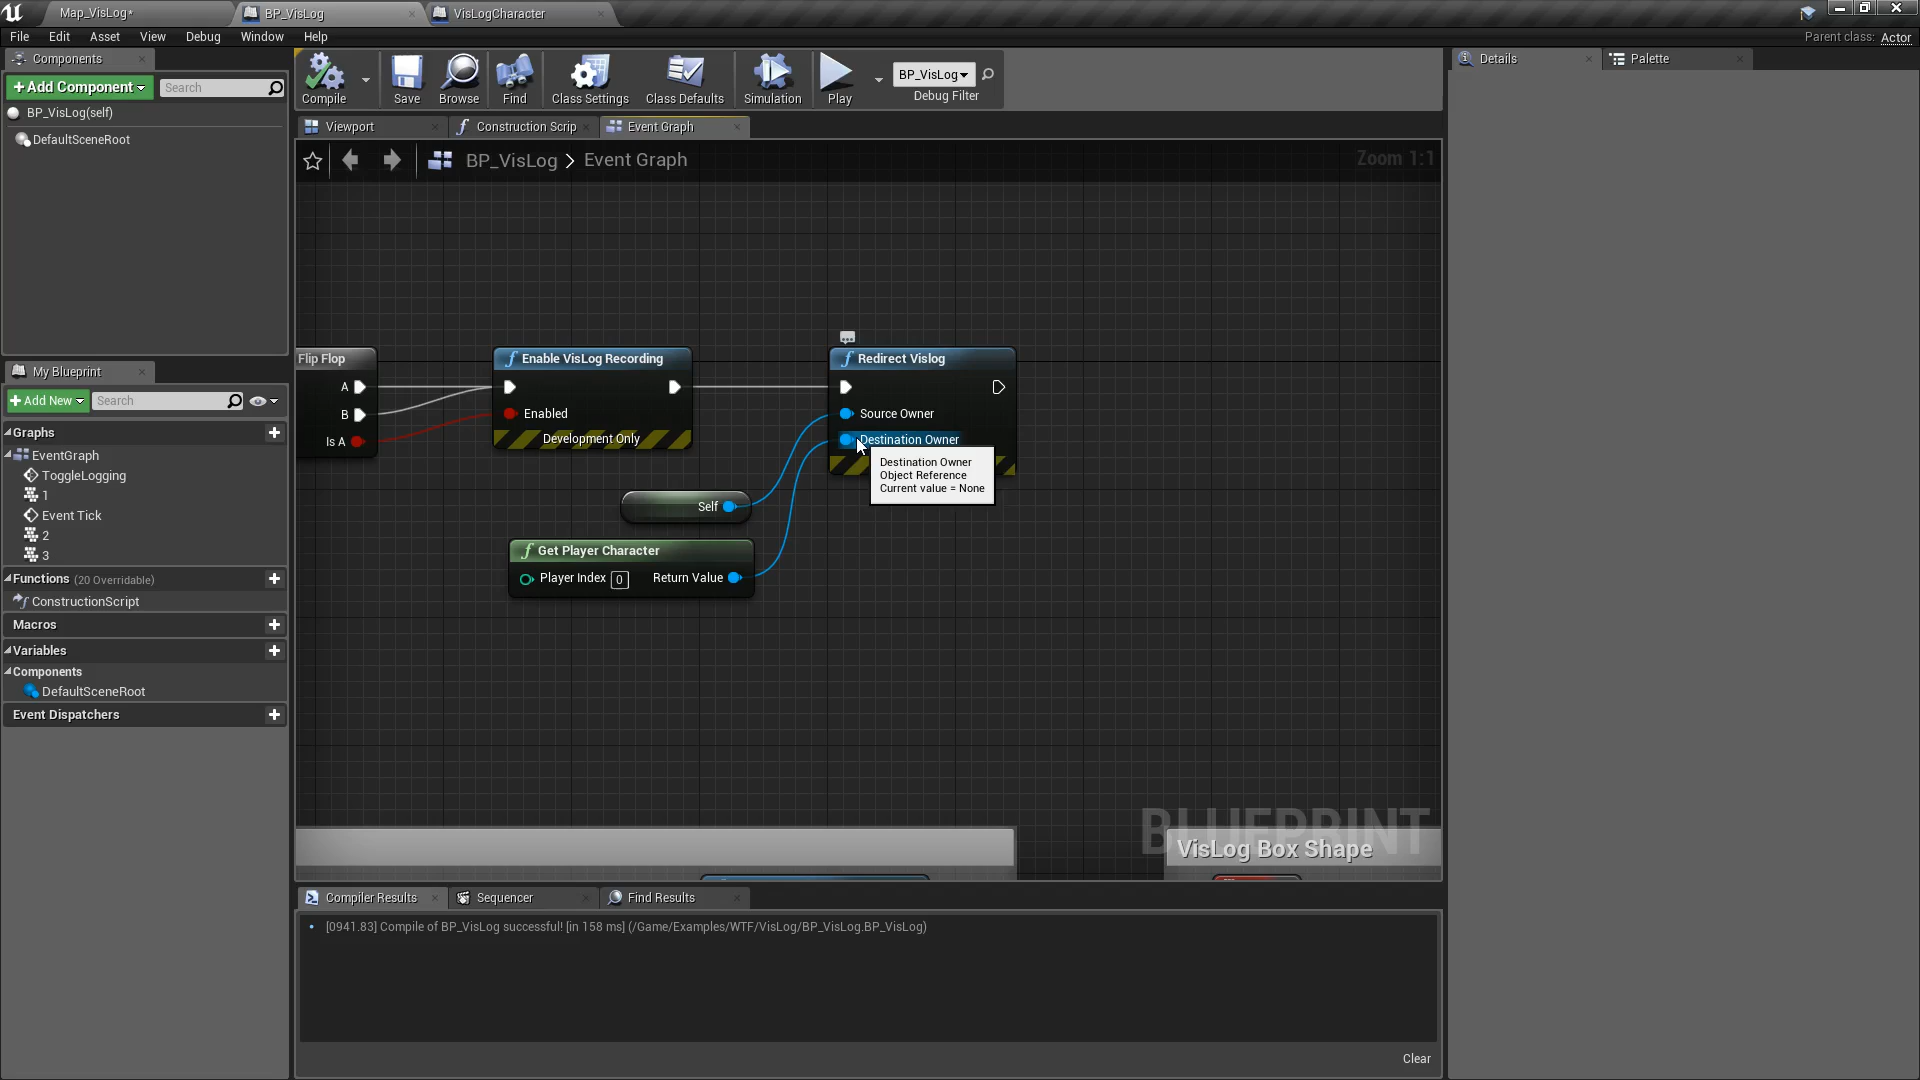 Map_VisLog*
BP_VisLog
VisLogCharacter
File Edit Asset View Debug Window Help
Parent class: Actor
Components
+Add Component
Search
BP_VisLog(self)
DefaultSceneRoot
Compile
Save
Browse
Find
Class Settings
Class Defaults
Simulation
Play
BP_VisLog
Debug Filter
Viewport
Construction Scrip
Event Graph
BP_VisLog > Event Graph
Zoom 1:1
Flip Flop
A
B
Is A
Enable VisLog Recording
Enabled
Development Only
Redirect Vislog
Source Owner
Destination Owner
Destination Owner
Object Reference
Current value = None
Self
Get Player Character
Player Index 0
Return Value
BLUEPRINT
VisLog Box Shape
My Blueprint
+Add New
Search
Graphs
EventGraph
ToggleLogging
1
Event Tick
2
3
Functions (20 Overridable)
ConstructionScript
Macros
Variables
Components
DefaultSceneRoot
Event Dispatchers
Compiler Results
Sequencer
Find Results
[0941.83] Compile of BP_VisLog successful! [in 158 ms] (/Game/Examples/WTF/VisLog/BP_VisLog.BP_VisLog)
Clear
Details
Palette